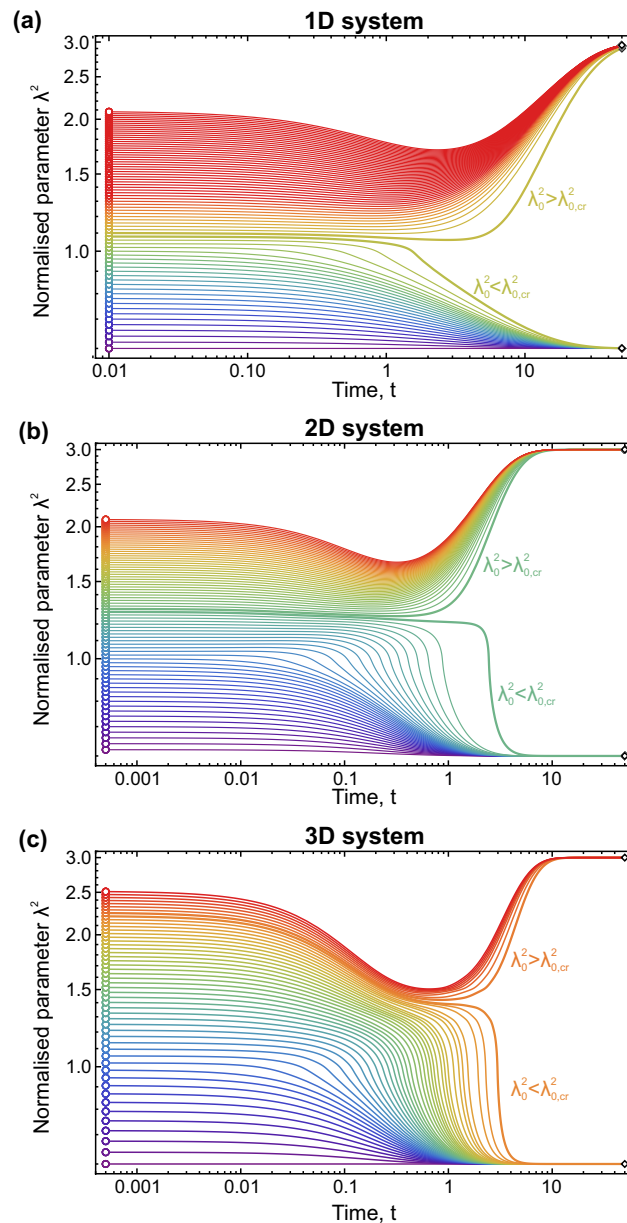 (a) 1D system
Normalised parameter λ²
3.0
2.5
2.0
1.5
1.0
λ₀²>λ₀,cr²
λ₀²<λ₀,cr²
0.01 0.10 1 10
Time, t
(b) 2D system
Normalised parameter λ²
3.0
2.5
2.0
1.5
1.0
λ₀²>λ₀,cr²
λ₀²<λ₀,cr²
0.001 0.01 0.1 1 10
Time, t
(c) 3D system
Normalised parameter λ²
3.0
2.5
2.0
1.5
1.0
λ₀²>λ₀,cr²
λ₀²<λ₀,cr²
0.001 0.01 0.1 1 10
Time, t